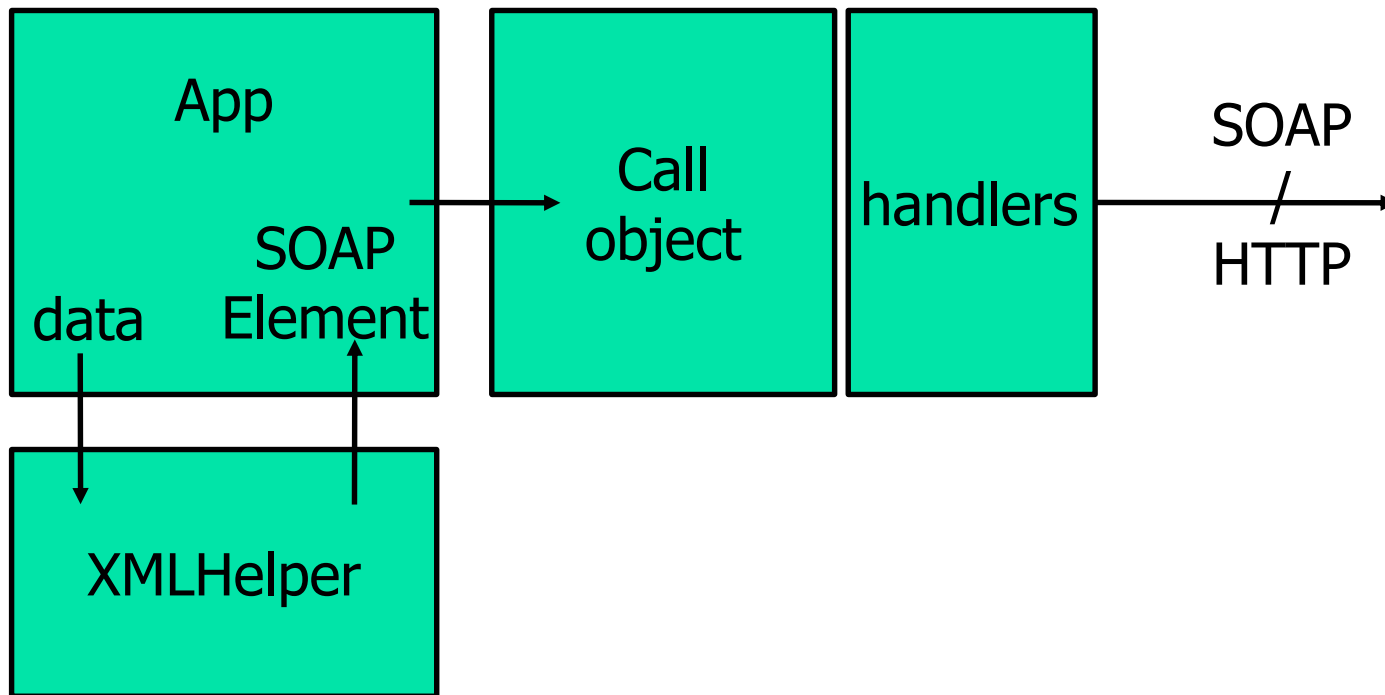 App
data
SOAP
Element
Call
object
handlers
SOAP
/
HTTP
XMLHelper